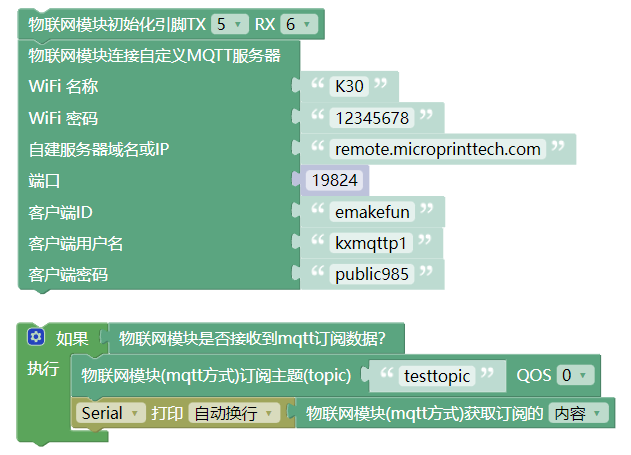 物联网模块初始化引脚TX 5 RX 6
物联网模块连接自定义MQTT服务器
WiFi 名称 “ K30 ”
WiFi 密码 “ 12345678 ”
自建服务器域名或IP “ remote.microprinttech.com ”
端口 19824
客户端ID “ emakefun ”
客户端用户名 “ kxmqttp1 ”
客户端密码 “ public985 ”
如果 物联网模块是否接收到mqtt订阅数据?
执行 物联网模块(mqtt方式)订阅主题(topic) “ testtopic ” QOS 0
Serial 打印 自动换行 物联网模块(mqtt方式)获取订阅的 内容